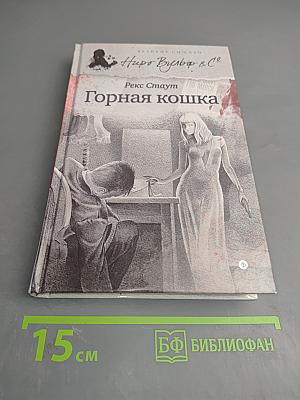 Ниро Вульф & Co
Рекс Стаут
Горная кошка
15 см
БФ БИБЛИОФАН